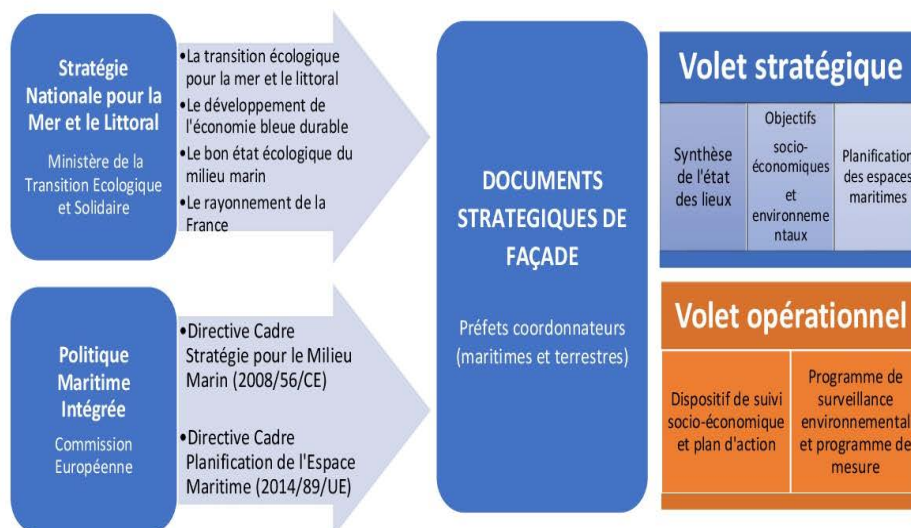 Stratégie
Nationale pour la
Mer et le Littoral
Ministère de la
Transition Ecologique
et Solidaire
•La transition écologique
pour la mer et le littoral
•Le développement de
l'économie bleue durable
•Le bon état écologique du
milieu marin
•Le rayonnement de la
France
Politique
Maritime
Intégrée
Commission
Européenne
•Directive Cadre
Stratégie pour le Milieu
Marin (2008/56/CE)
•Directive Cadre
Planification de l'Espace
Maritime (2014/89/UE)
DOCUMENTS
STRATEGIQUES DE
FAÇADE
Préfets coordonnateurs
(maritimes et terrestres)
Volet stratégique
Synthèse
de l'état
des lieux
Objectifs
socio-
économiques
et
environneme
ntaux
Planification
des espaces
maritimes
Volet opérationnel
Dispositif de suivi
socio-économique
et plan d'action
Programme de
surveillance
environnemental
et programme de
mesure